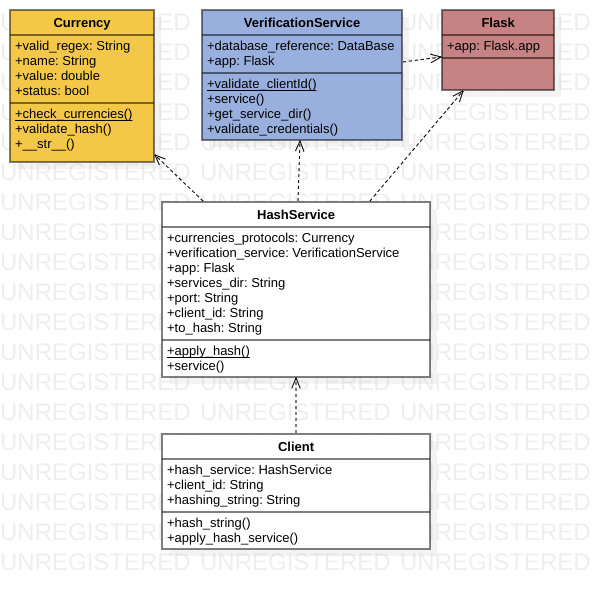 Currency
+valid_regex: String
+name: String
+value: double
+status: bool
+check_currencies()
+validate_hash()
+__str__()
VerificationService
+database_reference: DataBase
+app: Flask
+validate_clientId()
+service()
+get_service_dir()
+validate_credentials()
Flask
+app: Flask.app
HashService
+currencies_protocols: Currency
+verification_service: VerificationService
+app: Flask
+services_dir: String
+port: String
+client_id: String
+to_hash: String
+apply_hash()
+service()
Client
+hash_service: HashService
+client_id: String
+hashing_string: String
+hash_string()
+apply_hash_service()
UNREGISTERED UNREGISTERED UNREGISTERED